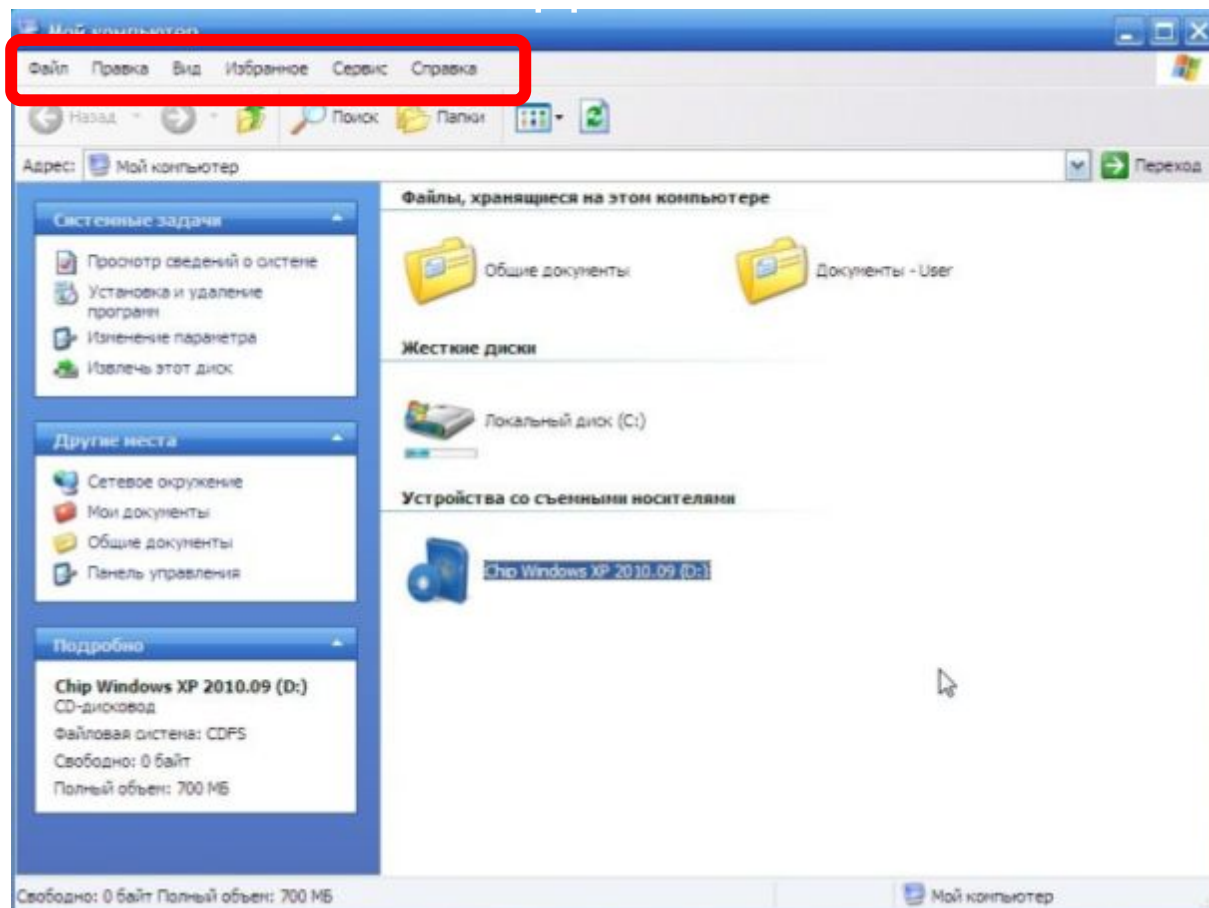 Мой компьютер
Файл Правка Вид Избранное Сервис Справка
Назад Поиск Папки
Адрес: Мой компьютер Переход
Системные задачи
Просмотр сведений о системе
Установка и удаление
программ
Изменение параметра
Извлечь этот диск
Другие места
Сетевое окружение
Мои документы
Общие документы
Панель управления
Подробно
Chip Windows XP 2010.09 (D:)
CD-дисковод
Файловая система: CDFS
Свободно: 0 байт
Полный объем: 700 МБ
Файлы, хранящиеся на этом компьютере
Общие документы
Документы - User
Жесткие диски
Локальный диск (C:)
Устройства со съемными носителями
Chip Windows XP 2010.09 (D:)
Свободно: 0 байт Полный объем: 700 МБ Мой компьютер